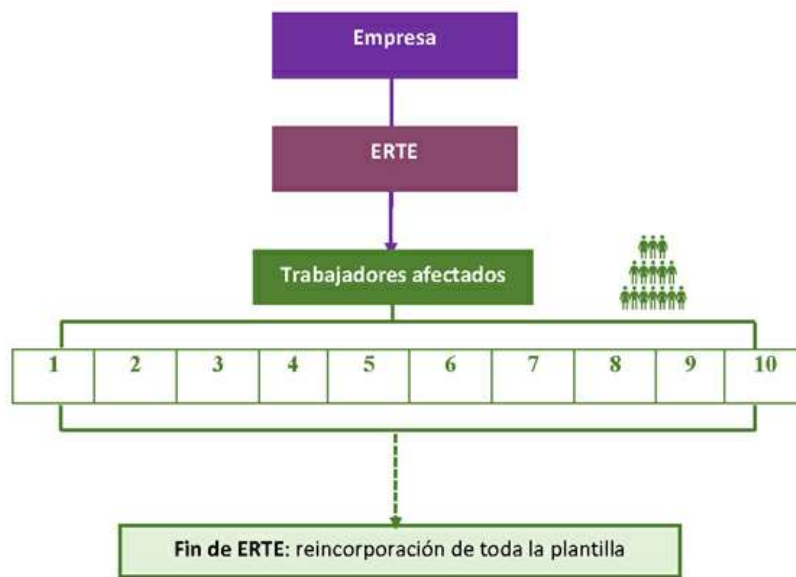 Empresa
ERTE
Trabajadores afectados
1 2 3 4 5 6 7 8 9 10
Fin de ERTE: reincorporación de toda la plantilla